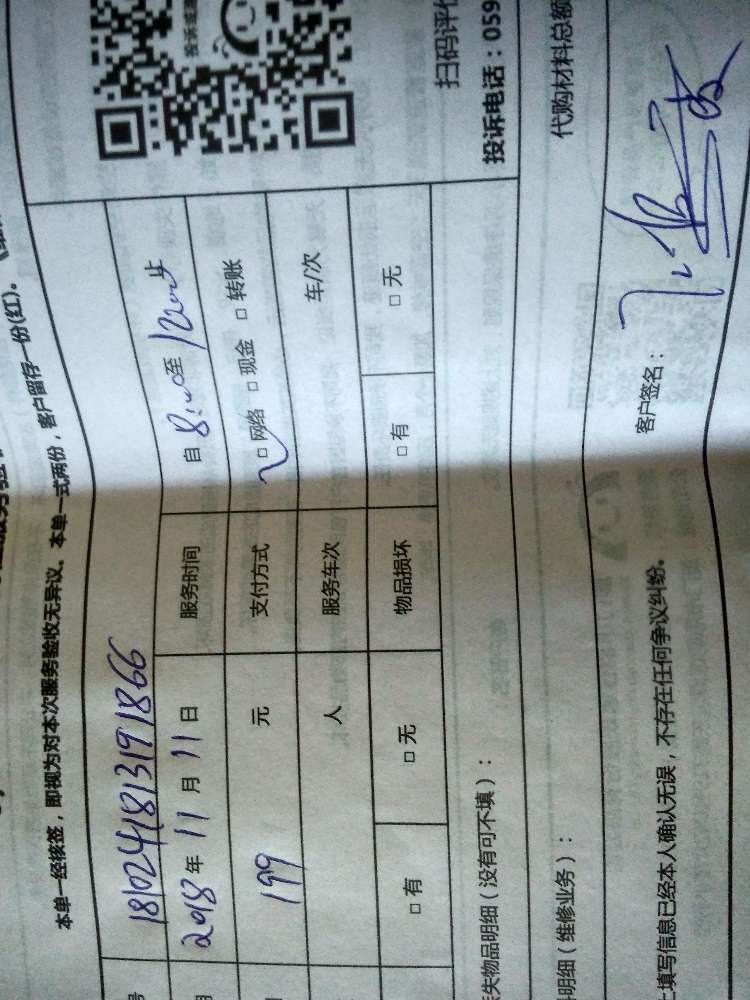 本单一经核签，即视为对本次服务验收无异议。本单一式两份，客户留存一份(红)。
号 18102418131918 66
2018年11月11日 服务时间 自8:00至12:00止
199 元 支付方式 □网络 □现金 □转账
人 服务车次 车/次
□有 □无 物品损坏 □有 □无
失物品明细（没有可不填）：
明细（维修业务）：
填写信息已经本人确认无误，不存在任何争议纠纷。
客户签名：
投诉或
扫码评价
投诉电话：059
代购材料总额